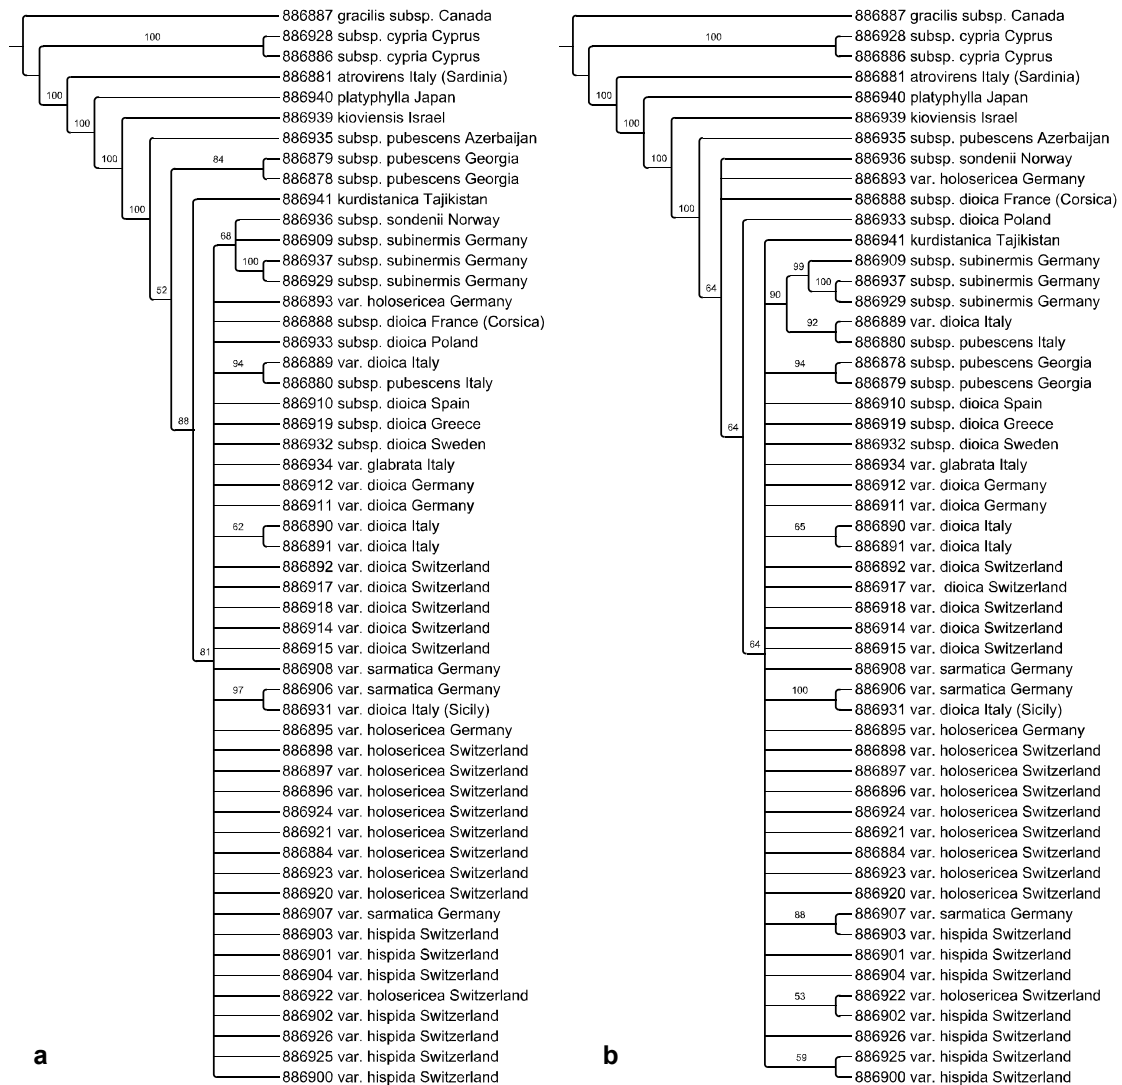 886887 gracilis subsp. Canada
100
886928 subsp. cypria Cyprus
886886 subsp. cypria Cyprus
886881 atrovirens Italy (Sardinia)
100
886940 platyphylla Japan
100
886939 kioviensis Israel
100
886935 subsp. pubescens Azerbaijan
84
886879 subsp. pubescens Georgia
886878 subsp. pubescens Georgia
886941 kurdistanica Tajikistan
100
886936 subsp. sondenii Norway
68
886909 subsp. subinermis Germany
100
886937 subsp. subinermis Germany
886929 subsp. subinermis Germany
52
886893 var. holosericea Germany
886888 subsp. dioica France (Corsica)
886933 subsp. dioica Poland
94
886889 var. dioica Italy
886880 subsp. pubescens Italy
886910 subsp. dioica Spain
88
886919 subsp. dioica Greece
886932 subsp. dioica Sweden
886934 var. glabrata Italy
886912 var. dioica Germany
886911 var. dioica Germany
62
886890 var. dioica Italy
886891 var. dioica Italy
886892 var. dioica Switzerland
886917 var. dioica Switzerland
886918 var. dioica Switzerland
886914 var. dioica Switzerland
886915 var. dioica Switzerland
81
886908 var. sarmatica Germany
97
886906 var. sarmatica Germany
886931 var. dioica Italy (Sicily)
886895 var. holosericea Germany
886898 var. holosericea Switzerland
886897 var. holosericea Switzerland
886896 var. holosericea Switzerland
886924 var. holosericea Switzerland
886921 var. holosericea Switzerland
886884 var. holosericea Switzerland
886923 var. holosericea Switzerland
886920 var. holosericea Switzerland
886907 var. sarmatica Germany
886903 var. hispida Switzerland
886901 var. hispida Switzerland
886904 var. hispida Switzerland
886922 var. holosericea Switzerland
886902 var. hispida Switzerland
886926 var. hispida Switzerland
886925 var. hispida Switzerland
886900 var. hispida Switzerland
a
886887 gracilis subsp. Canada
100
886928 subsp. cypria Cyprus
886886 subsp. cypria Cyprus
886881 atrovirens Italy (Sardinia)
100
886940 platyphylla Japan
100
886939 kioviensis Israel
100
886935 subsp. pubescens Azerbaijan
886936 subsp. sondenii Norway
886893 var. holosericea Germany
886888 subsp. dioica France (Corsica)
100
886933 subsp. dioica Poland
886941 kurdistanica Tajikistan
886909 subsp. subinermis Germany
99
886937 subsp. subinermis Germany
100
64
886929 subsp. subinermis Germany
90
886889 var. dioica Italy
92
886880 subsp. pubescens Italy
94
886878 subsp. pubescens Georgia
886879 subsp. pubescens Georgia
886910 subsp. dioica Spain
64
886919 subsp. dioica Greece
886932 subsp. dioica Sweden
886934 var. glabrata Italy
886912 var. dioica Germany
886911 var. dioica Germany
65
886890 var. dioica Italy
886891 var. dioica Italy
886892 var. dioica Switzerland
886917 var. dioica Switzerland
886918 var. dioica Switzerland
886914 var. dioica Switzerland
64
886915 var. dioica Switzerland
886908 var. sarmatica Germany
100
886906 var. sarmatica Germany
886931 var. dioica Italy (Sicily)
886895 var. holosericea Germany
886898 var. holosericea Switzerland
886897 var. holosericea Switzerland
886896 var. holosericea Switzerland
886924 var. holosericea Switzerland
886921 var. holosericea Switzerland
886884 var. holosericea Switzerland
886923 var. holosericea Switzerland
886920 var. holosericea Switzerland
88
886907 var. sarmatica Germany
886903 var. hispida Switzerland
886901 var. hispida Switzerland
886904 var. hispida Switzerland
53
886922 var. holosericea Switzerland
886902 var. hispida Switzerland
886926 var. hispida Switzerland
59
886925 var. hispida Switzerland
886900 var. hispida Switzerland
b